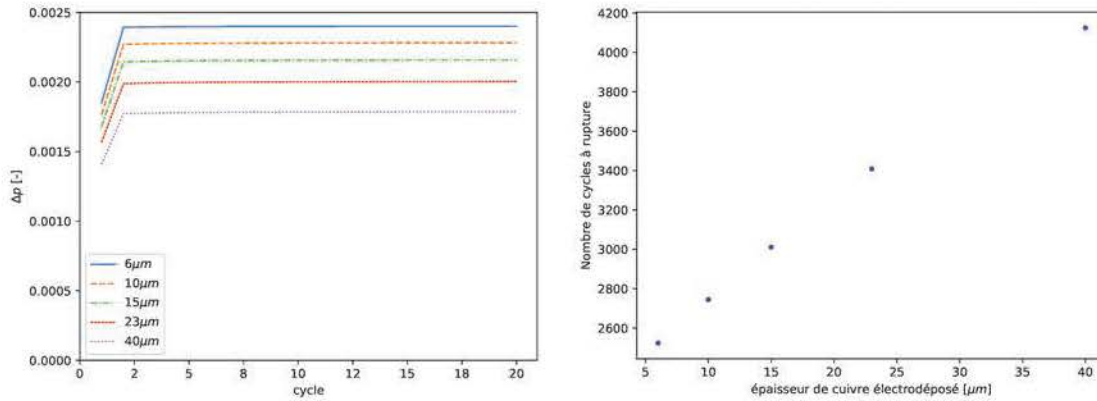 0.0025
0.0020
0.0015
0.0010
0.0005
0.0000
Δp [-]
6μm
10μm
15μm
23μm
40μm
0 2 5 8 10 12 15 18 20
cycle
4200
4000
3800
3600
3400
3200
3000
2800
2600
Nombre de cycles à rupture
5 10 15 20 25 30 35 40
épaisseur de cuivre électrodéposé [μm]